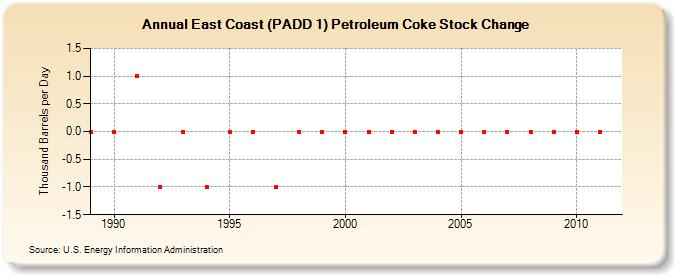 Annual East Coast (PADD 1) Petroleum Coke Stock Change
Thousand Barrels per Day
1.5
1.0
0.5
0.0
-0.5
-1.0
-1.5
1990 1995 2000 2005 2010
Source: U.S. Energy Information Administration